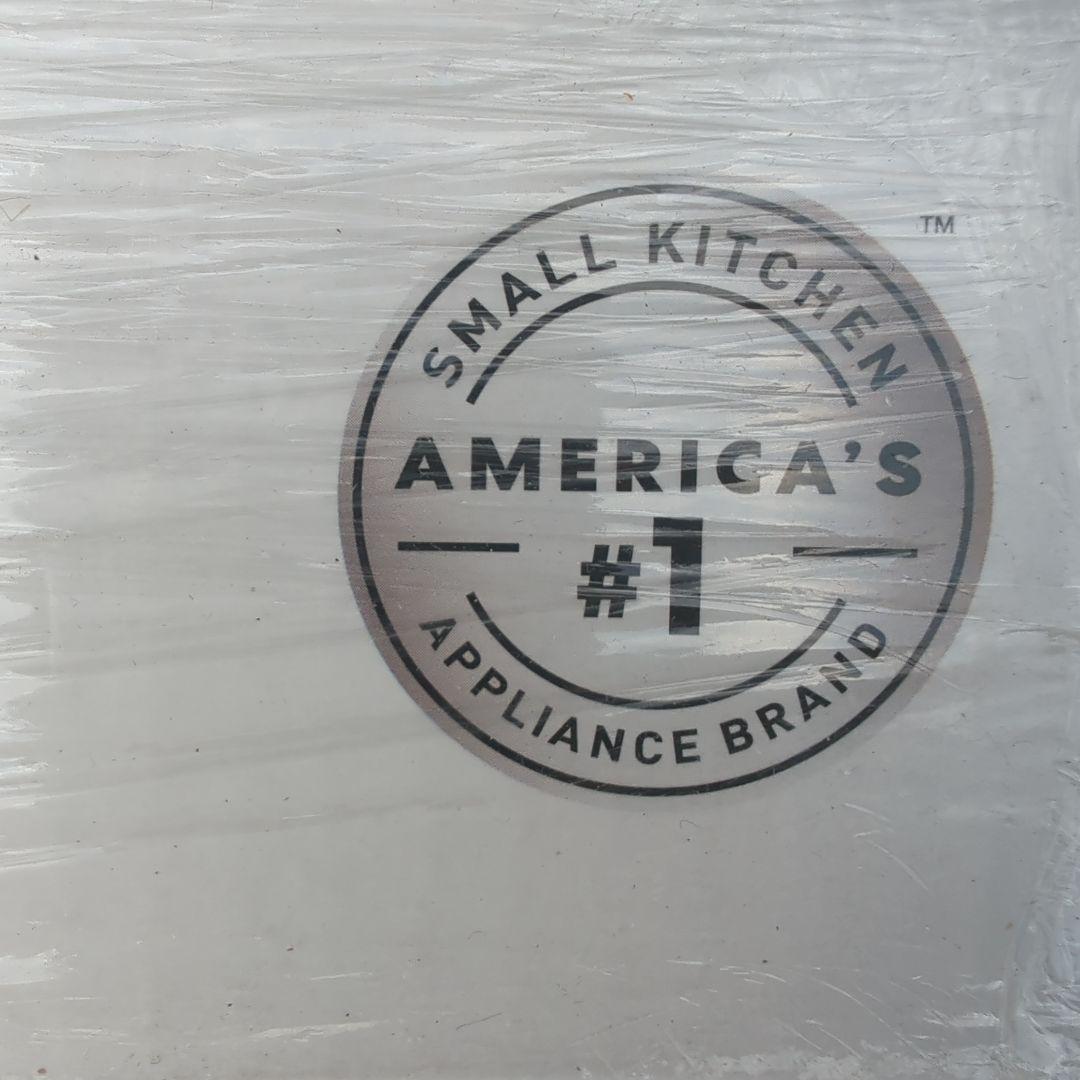 SMALL KITCHEN
TM
AMERICA'S
#1
APPLIANCE BRAND